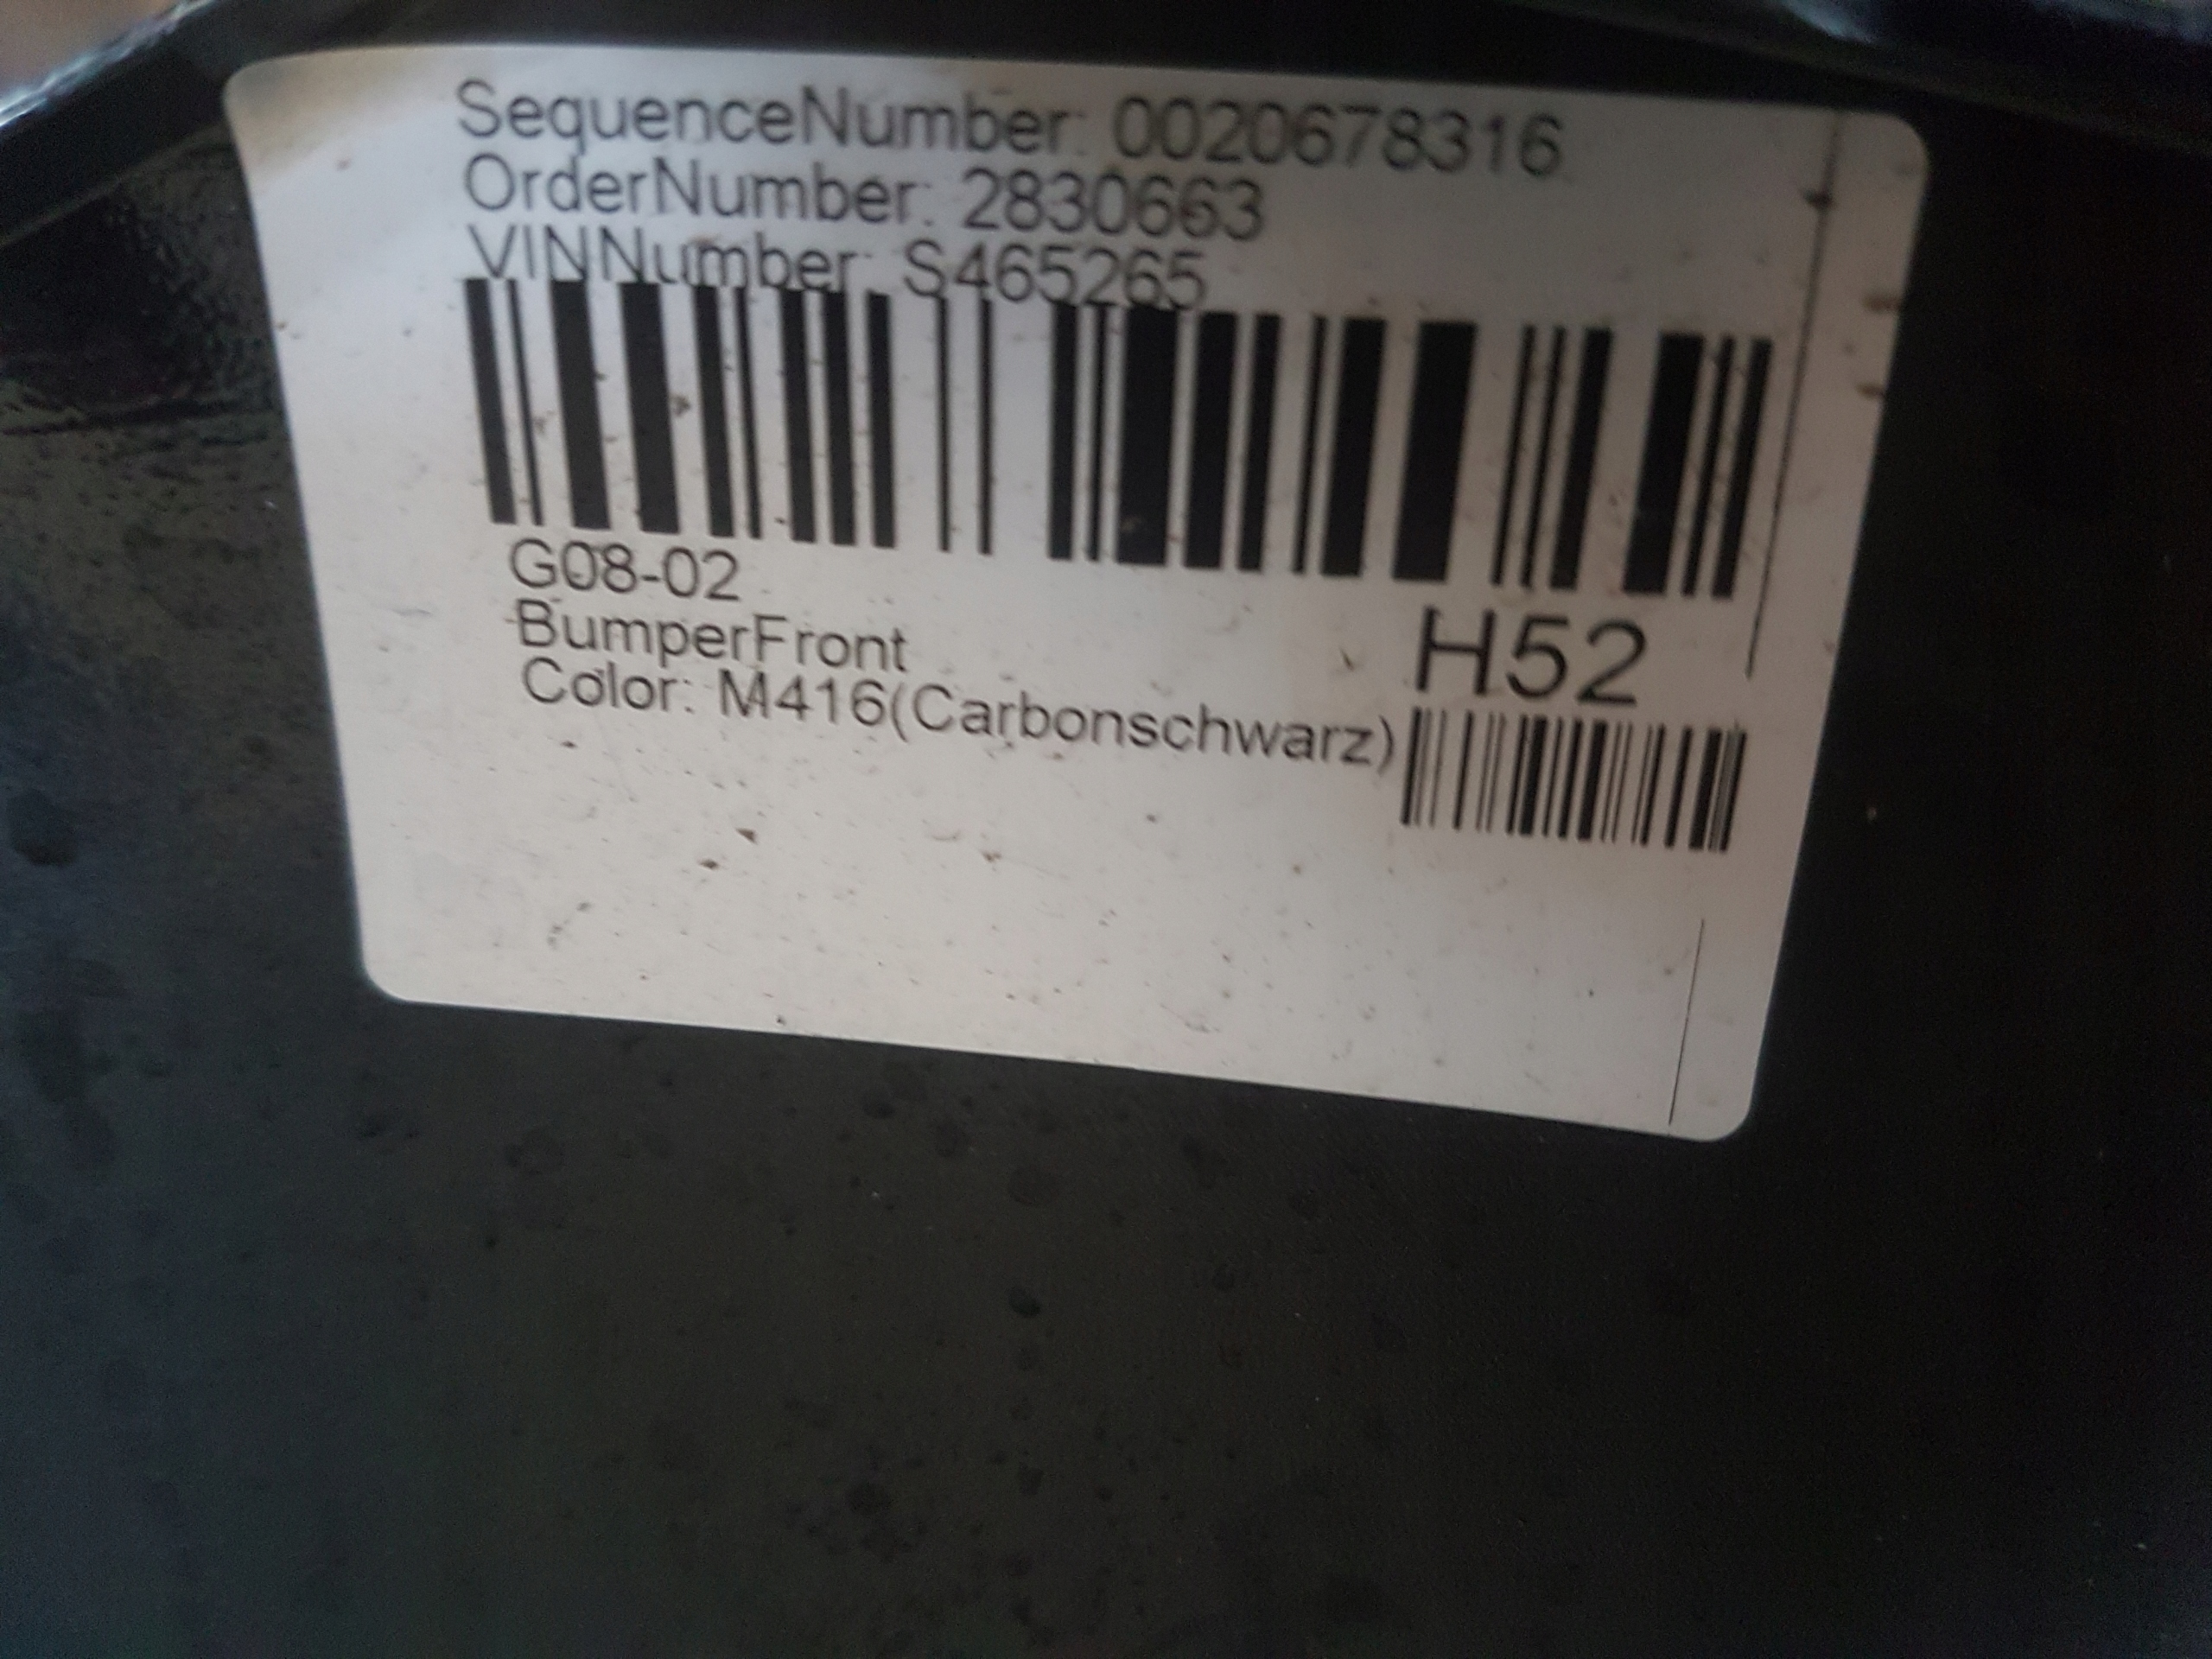 SequenceNumber: 0020678316
OrderNumber: 2830663
VINNumber: S465265
G08-02
BumperFront
H52
Color: M416(Carbonschwarz)